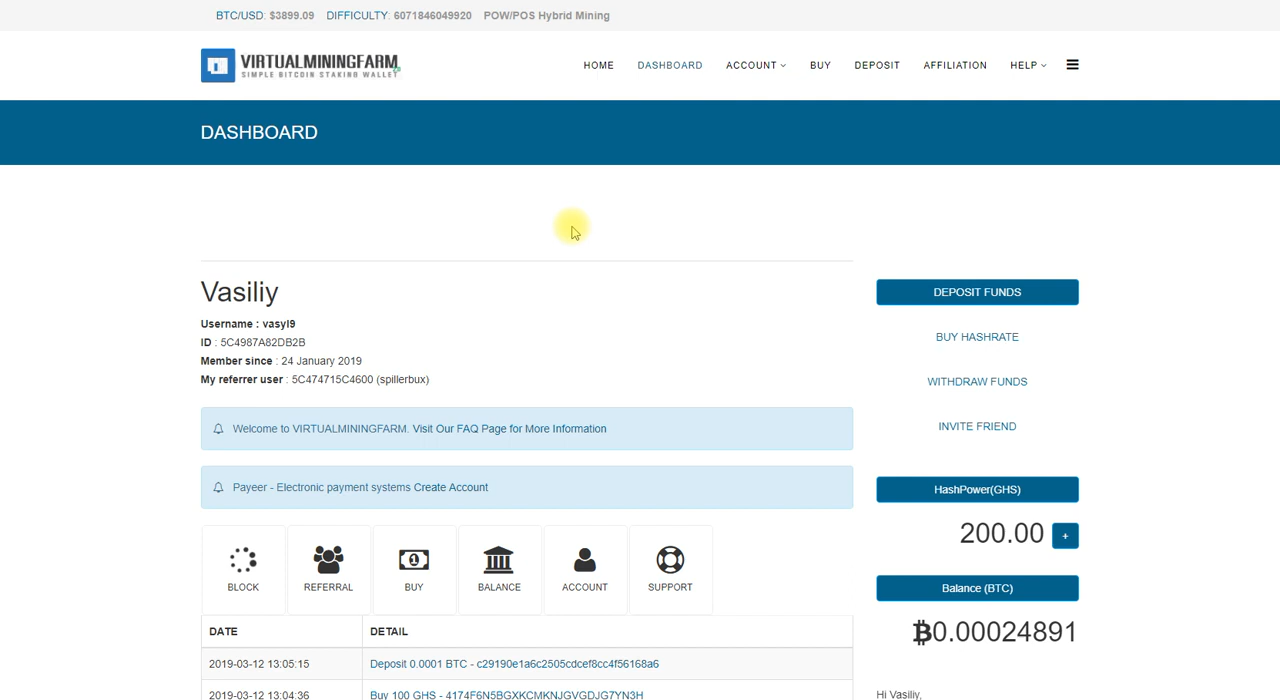 BTC/USD: $3899.09 DIFFICULTY: 6071846049920 POW/POS Hybrid Mining
VIRTUALMININGFARM
SIMPLE BITCOIN STAKING WALLET
HOME DASHBOARD ACCOUNT BUY DEPOSIT AFFILIATION HELP
DASHBOARD
Vasiliy
Username : vasyl9
ID : 5C4987A82DB2B
Member since : 24 January 2019
My referrer user : 5C474715C4600 (spillerbux)
Welcome to VIRTUALMININGFARM. Visit Our FAQ Page for More Information
Payeer - Electronic payment systems Create Account
BLOCK REFERRAL BUY BALANCE ACCOUNT SUPPORT
DATE DETAIL
2019-03-12 13:05:15 Deposit 0.0001 BTC - c29190e1a6c2505cdcef8cc4f56168a6
2019-03-12 13:04:36 Buy 100 GHS - 4174F6N5BGXKCMKNJGVGDJG7YN3H
DEPOSIT FUNDS
BUY HASHRATE
WITHDRAW FUNDS
INVITE FRIEND
HashPower(GHS)
200.00 +
Balance (BTC)
₿0.00024891
Hi Vasiliy,